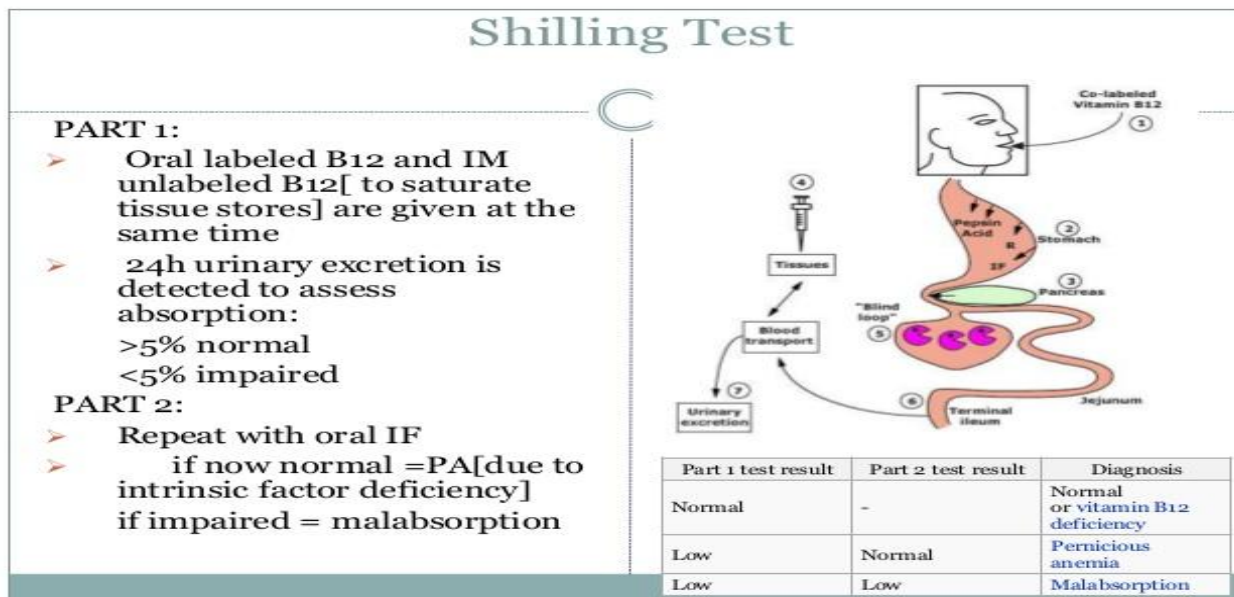 Shilling Test
PART 1:
➢ Oral labeled B12 and IM
unlabeled B12[ to saturate
tissue stores] are given at the
same time
➢ 24h urinary excretion is
detected to assess
absorption:
>5% normal
<5% impaired
PART 2:
➢ Repeat with oral IF
➢ if now normal =PA[due to
intrinsic factor deficiency]
if impaired = malabsorption
Co-labeled
Vitamin B12
1
4
Pepsin
Acid
2
R
Stomach
IF
Tissues
3
Pancreas
"Blind
loop"
5
Blood
transport
7
6
Jejunum
Urinary
excretion
Terminal
ileum
Part 1 test result Part 2 test result Diagnosis
Normal - Normal
or vitamin B12
deficiency
Low Normal Pernicious
anemia
Low Low Malabsorption